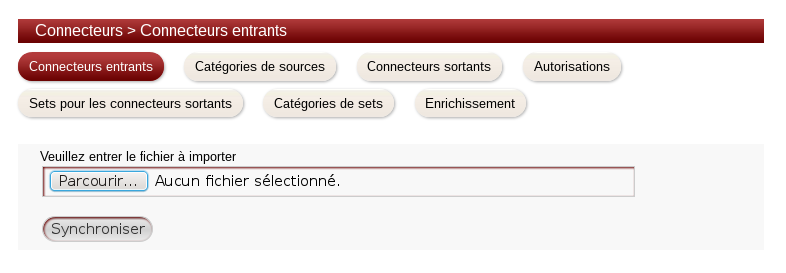 Connecteurs > Connecteurs entrants
Connecteurs entrants Catégories de sources Connecteurs sortants Autorisations
Sets pour les connecteurs sortants Catégories de sets Enrichissement
Veuillez entrer le fichier à importer
Parcourir... Aucun fichier sélectionné.
Synchroniser